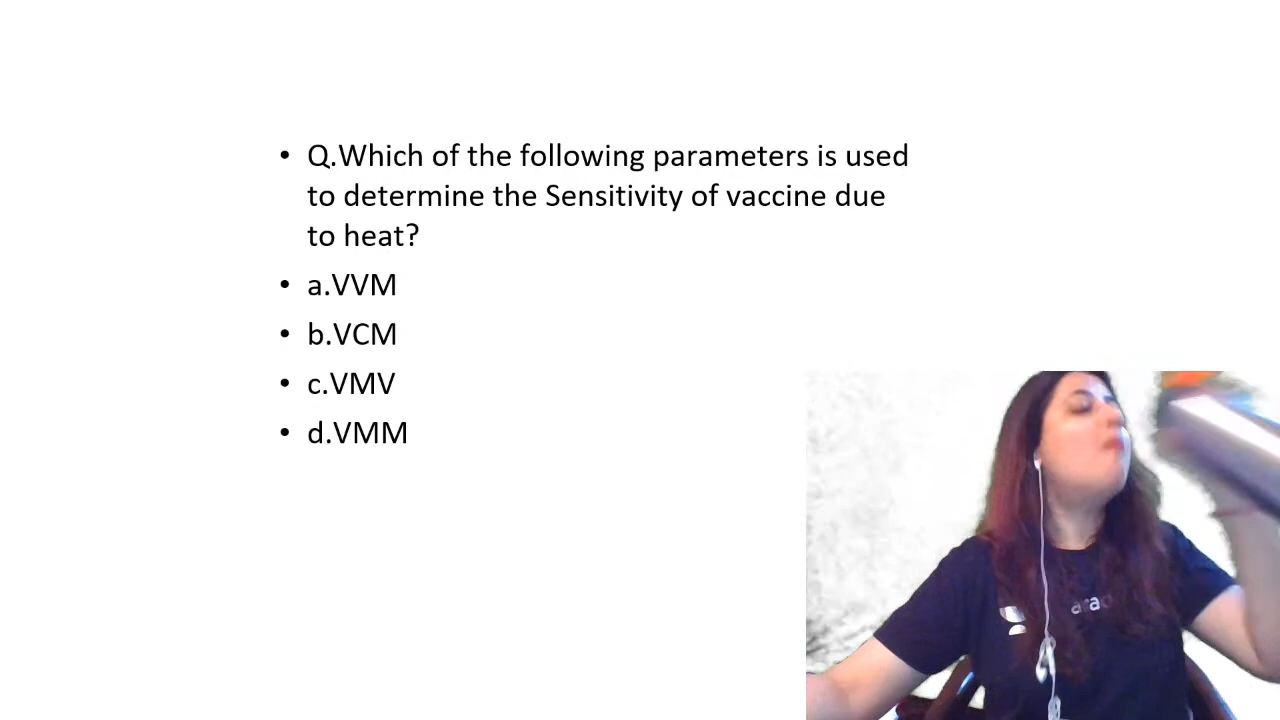 • Q.Which of the following parameters is used
to determine the Sensitivity of vaccine due
to heat?
• a.VVM
• b.VCM
• c.VMV
• d.VMM